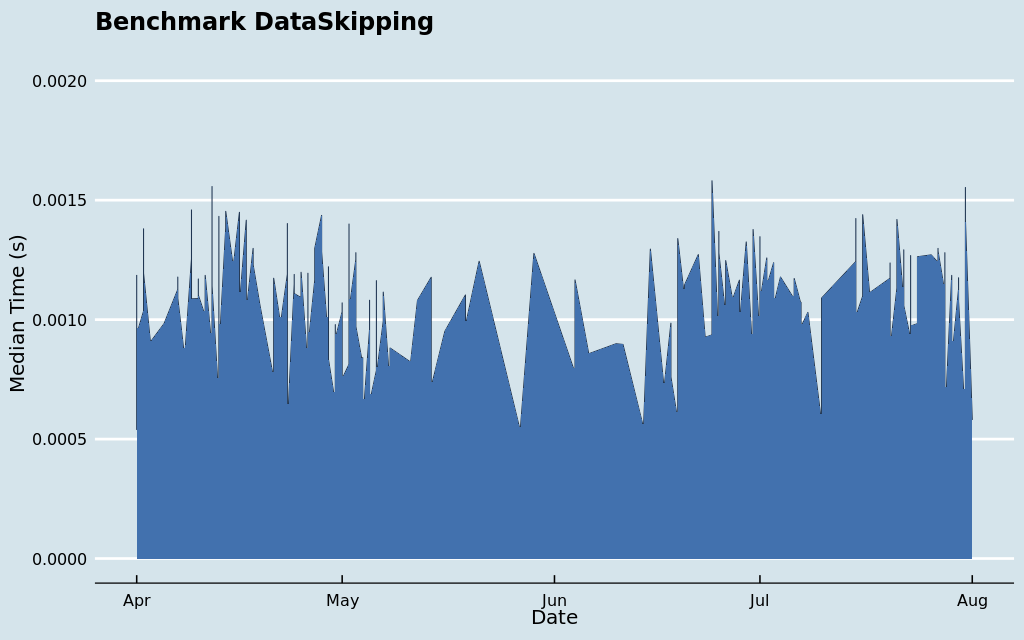 Benchmark DataSkipping
Median Time (s)
0.0020
0.0015
0.0010
0.0005
0.0000
Apr May Jun Jul Aug
Date